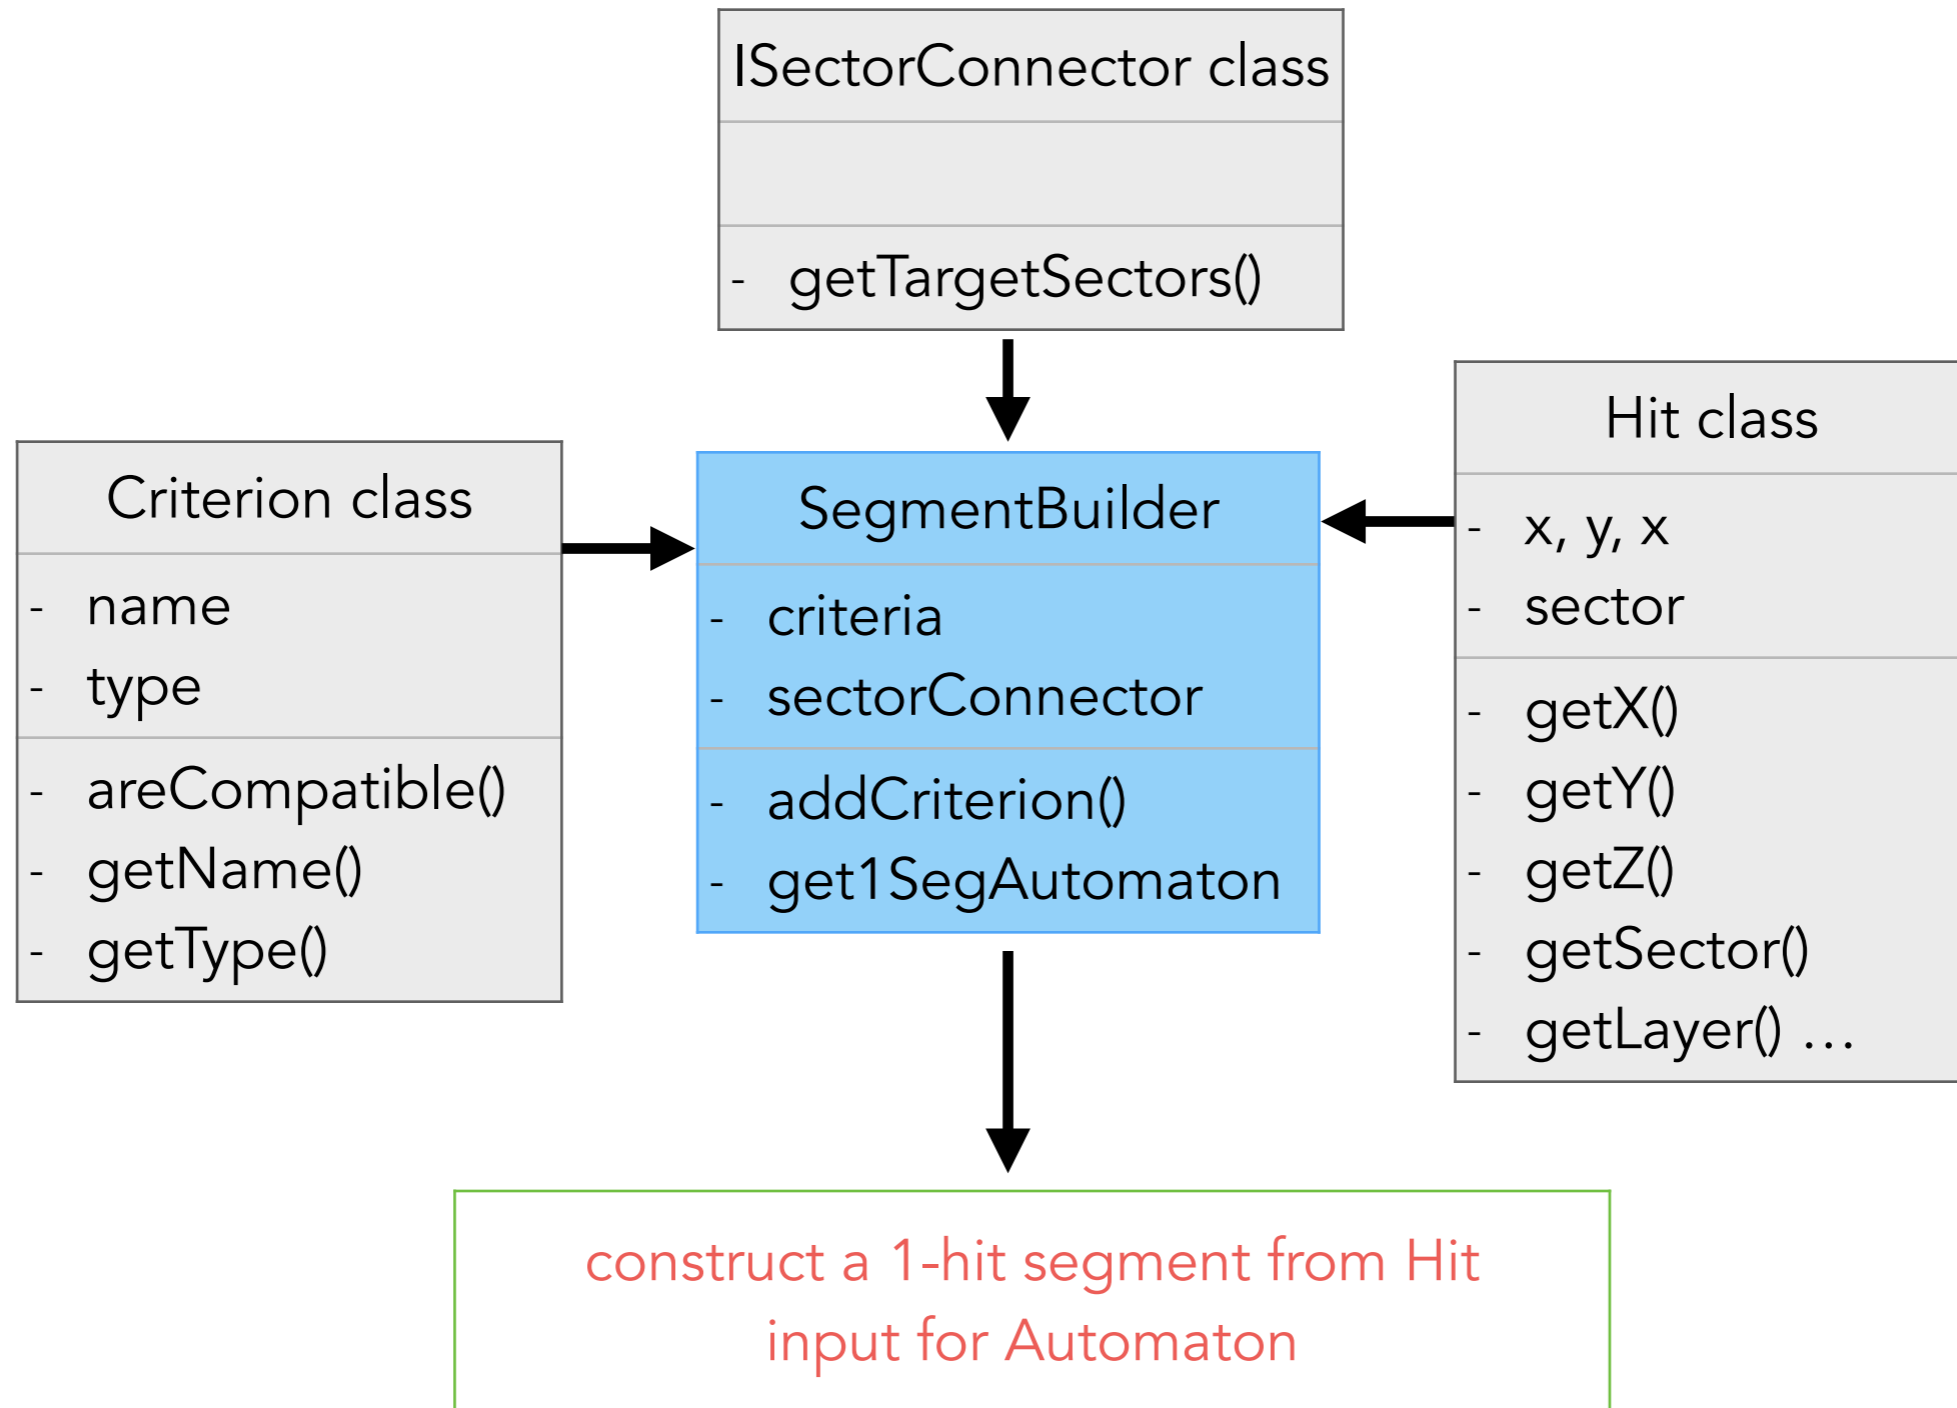 ISectorConnector class
- getTargetSectors()
Criterion class
- name
- type
- areCompatible()
- getName()
- getType()
SegmentBuilder
- criteria
- sectorConnector
- addCriterion()
- get1SegAutomaton
Hit class
- x, y, x
- sector
- getX()
- getY()
- getZ()
- getSector()
- getLayer() ...
construct a 1-hit segment from Hit
input for Automaton